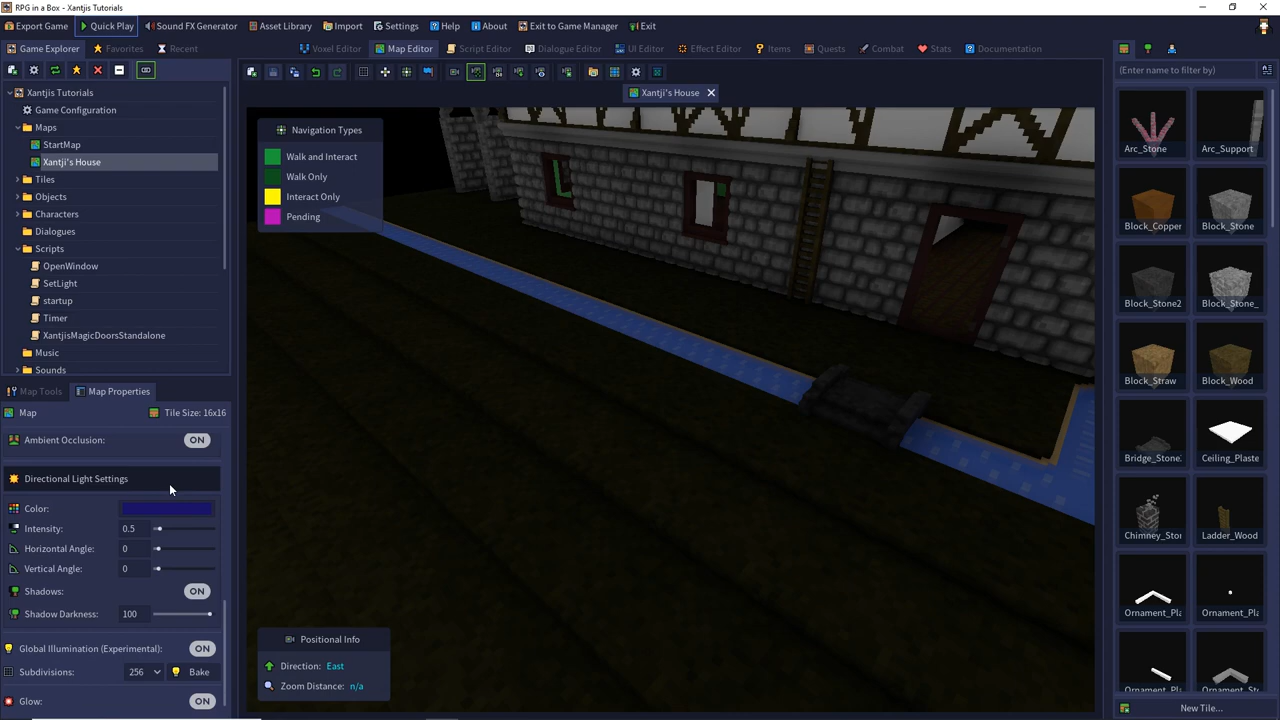 RPG in a Box - Xantjis Tutorials
Export Game Quick Play Sound FX Generator Asset Library Import Settings Help About Exit to Game Manager Exit
Game Explorer Favorites Recent Voxel Editor Map Editor Script Editor Dialogue Editor UI Editor Effect Editor Items Quests Combat Stats Documentation
(Enter name to filter by)
Xantji's House
Xantjis Tutorials
Game Configuration
Maps
StartMap
Xantji's House
Tiles
Objects
Characters
Dialogues
Scripts
OpenWindow
SetLight
startup
Timer
XantjisMagicDoorsStandalone
Music
Sounds
Map Tools Map Properties
Map Tile Size: 16x16
Ambient Occlusion: ON
Directional Light Settings
Color:
Intensity: 0.5
Horizontal Angle: 0
Vertical Angle: 0
Shadows: ON
Shadow Darkness: 100
Global Illumination (Experimental): ON
Subdivisions: 256 Bake
Glow: ON
Navigation Types
Walk and Interact
Walk Only
Interact Only
Pending
Positional Info
Direction: East
Zoom Distance: n/a
Arc_Stone Arc_Support
Block_Copper Block_Stone
Block_Stone2 Block_Stone_
Block_Straw Block_Wood
Bridge_Stone. Ceiling_Plaste
Chimney_Stor Ladder_Wood
Ornament_Pla Ornament_Pla
Ornament_Pla Ornament_Sto
New Tile...